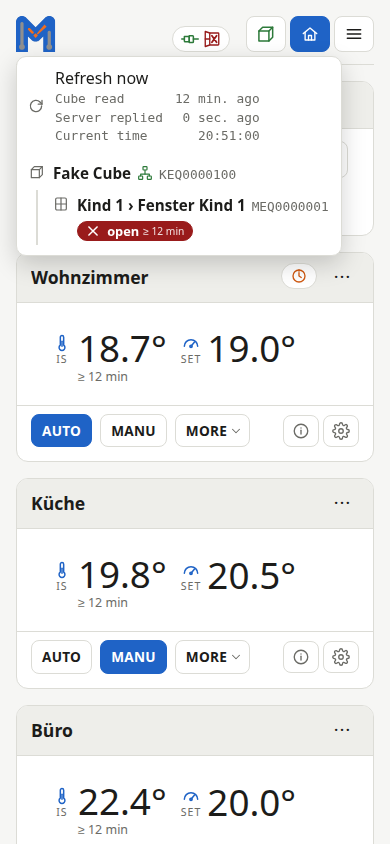 Refresh now
Cube read 12 min. ago
Server replied 0 sec. ago
Current time 20:51:00
Fake Cube KEQ0000100
Kind 1 › Fenster Kind 1 MEQ0000001
open ≥ 12 min
Wohnzimmer
IS 18.7° SET 19.0°
≥ 12 min
AUTO MANU MORE
Küche
IS 19.8° SET 20.5°
≥ 12 min
AUTO MANU MORE
Büro
IS 22.4° SET 20.0°
≥ 12 min